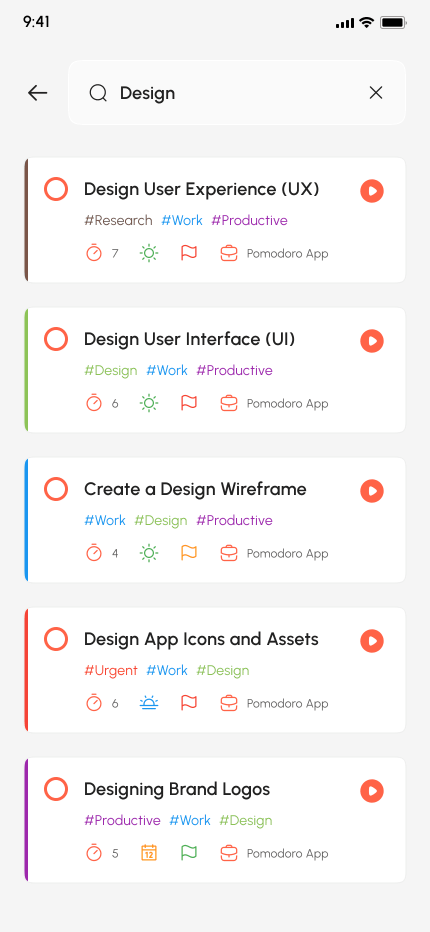 9:41
Design
Design User Experience (UX)
#Research #Work #Productive
7 Pomodoro App
Design User Interface (UI)
#Design #Work #Productive
6 Pomodoro App
Create a Design Wireframe
#Work #Design #Productive
4 Pomodoro App
Design App Icons and Assets
#Urgent #Work #Design
6 Pomodoro App
Designing Brand Logos
#Productive #Work #Design
5 12 Pomodoro App